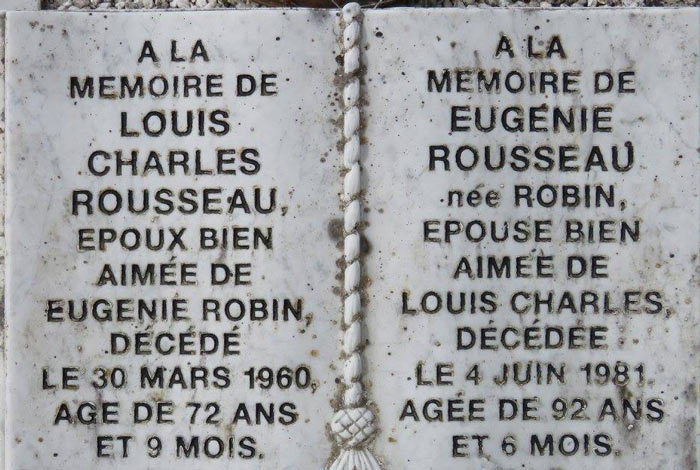 A LA
MEMOIRE DE
LOUIS
CHARLES
ROUSSEAU,
EPOUX BIEN
AIMÉE DE
EUGENIE ROBIN,
DÉCÉDÉ
LE 30 MARS 1960,
AGE DE 72 ANS
ET 9 MOIS.
A LA
MEMOIRE DE
EUGÉNIE
ROUSSEAU
née ROBIN,
EPOUSE BIEN
AIMÉE DE
LOUIS CHARLES,
DÉCÉDÉE
LE 4 JUIN 1981.
AGÉE DE 92 ANS
ET 6 MOIS.